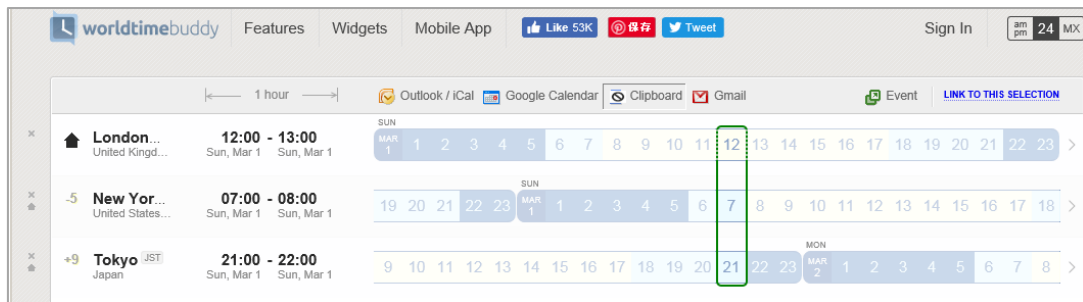 worldtimebuddy Features Widgets Mobile App Like 53K 保存 Tweet Sign In am pm 24 MX
1 hour Outlook / iCal Google Calendar Clipboard Gmail Event LINK TO THIS SELECTION
SUN
London... 12:00 - 13:00 MAR 1 1 2 3 4 5 6 7 8 9 10 11 12 13 14 15 16 17 18 19 20 21 22 23
United Kingd... Sun, Mar 1 Sun, Mar 1
SUN
-5 New Yor... 07:00 - 08:00 19 20 21 22 23 MAR 1 1 2 3 4 5 6 7 8 9 10 11 12 13 14 15 16 17 18
United States... Sun, Mar 1 Sun, Mar 1
MON
+9 Tokyo JST 21:00 - 22:00 9 10 11 12 13 14 15 16 17 18 19 20 21 22 23 MAR 2 1 2 3 4 5 6 7 8
Japan Sun, Mar 1 Sun, Mar 1